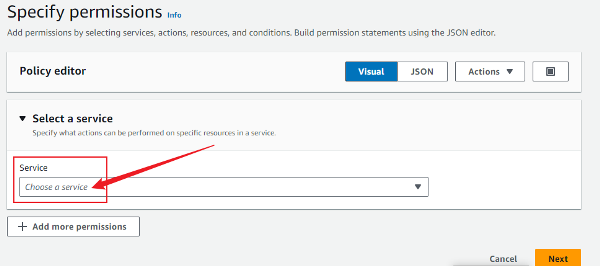 Specify permissions Info
Add permissions by selecting services, actions, resources, and conditions. Build permission statements using the JSON editor.
Policy editor
Visual
JSON
Actions
Select a service
Specify what actions can be performed on specific resources in a service.
Service
Choose a service
Add more permissions
Cancel
Next